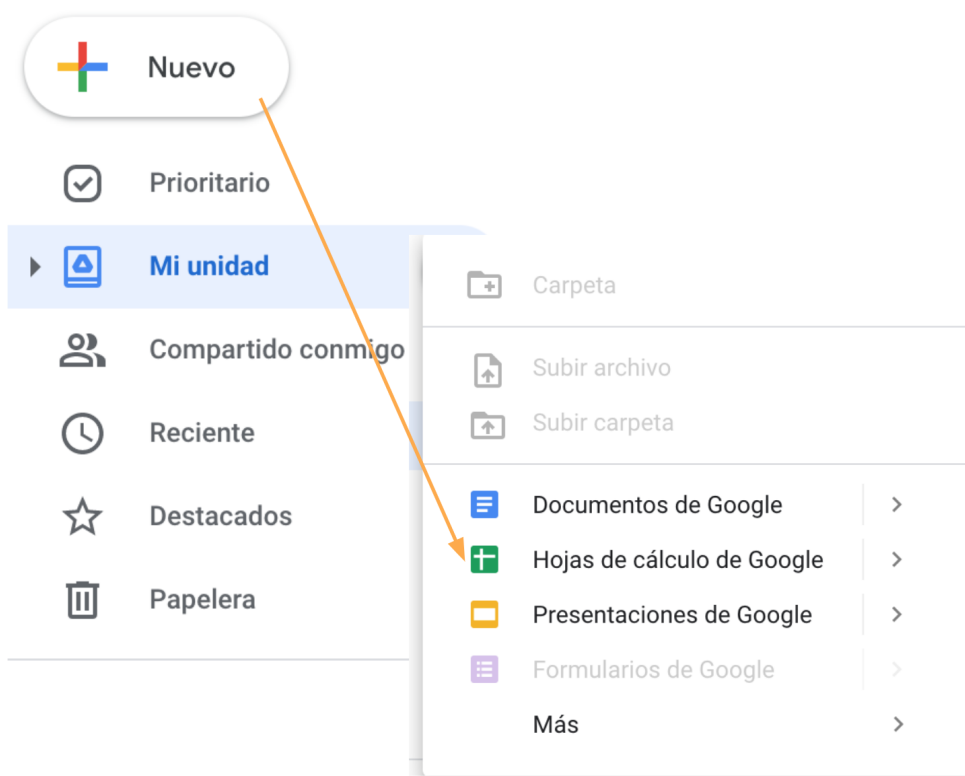 Nuevo
Prioritario
Mi unidad
Compartido conmigo
Reciente
Destacados
Papelera
Carpeta
Subir archivo
Subir carpeta
Documentos de Google
Hojas de cálculo de Google
Presentaciones de Google
Formularios de Google
Más